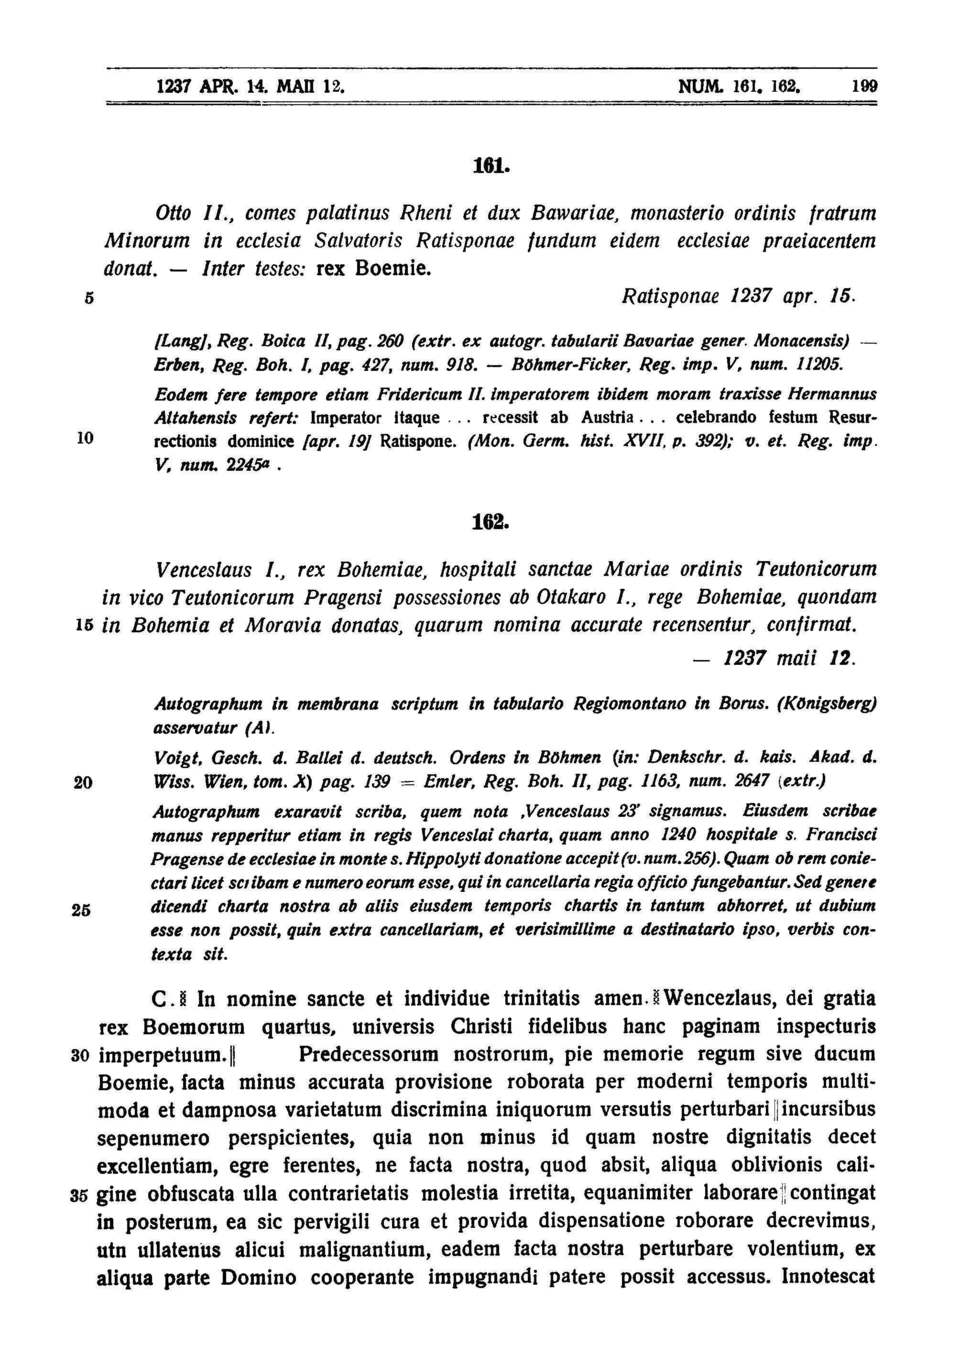 1237 APR. 14. MAII 12. NUM. 161. 162. 199
161.
Otto II., comes palatinus Rheni et dux Bawariae, monasterio ordinis fratrum
Minorum in ecclesia Salvatoris Ratisponae fundum eidem ecclesiae praeiacentem
donat. — Inter testes: rex Boemie.
5 Ratisponae 1237 apr. 15.
[Lang], Reg. Boica II, pag. 260 (extr. ex autogr. tabularii Bavariae gener. Monacensis) —
Erben, Reg. Boh. I, pag. 427, num. 918. — Böhmer-Ficker, Reg. imp. V, num. 11205.
Eodem fere tempore etiam Fridericum II. imperatorem ibidem moram traxisse Hermannus
Altahensis refert: Imperator itaque ... recessit ab Austria ... celebrando festum Resur-
10 rectionis dominice [apr. 19] Ratispone. (Mon. Germ. hist. XVII, p. 392); v. et. Reg. imp.
V, num. 2245a .
162.
Venceslaus I., rex Bohemiae, hospitali sanctae Mariae ordinis Teutonicorum
in vico Teutonicorum Pragensi possessiones ab Otakaro I., rege Bohemiae, quondam
15 in Bohemia et Moravia donatas, quarum nomina accurate recensentur, confirmat.
— 1237 maii 12.
Autographum in membrana scriptum in tabulario Regiomontano in Borus. (Königsberg)
asservatur (A).
Voigt, Gesch. d. Ballei d. deutsch. Ordens in Böhmen (in: Denkschr. d. kais. Akad. d.
20 Wiss. Wien, tom. X) pag. 139 = Emler, Reg. Boh. II, pag. 1163, num. 2647 (extr.)
Autographum exaravit scriba, quem nota ‚Venceslaus 23' signamus. Eiusdem scribae
manus repperitur etiam in regis Venceslai charta, quam anno 1240 hospitale s. Francisci
Pragense de ecclesiae in monte s. Hippolyti donatione accepit (v. num. 256). Quam ob rem conie-
ctari licet scribam e numero eorum esse, qui in cancellaria regia officio fungebantur. Sed genere
25 dicendi charta nostra ab aliis eiusdem temporis chartis in tantum abhorret, ut dubium
esse non possit, quin extra cancellariam, et verisimillime a destinatario ipso, verbis con-
texta sit.
C. ⁞ In nomine sancte et individue trinitatis amen. ⁞ Wencezlaus, dei gratia
rex Boemorum quartus, universis Christi fidelibus hanc paginam inspecturis
30 imperpetuum. || Predecessorum nostrorum, pie memorie regum sive ducum
Boemie, facta minus accurata provisione roborata per moderni temporis multi-
moda et dampnosa varietatum discrimina iniquorum versutis perturbari || incursibus
sepenumero perspicientes, quia non minus id quam nostre dignitatis decet
excellentiam, egre ferentes, ne facta nostra, quod absit, aliqua oblivionis cali-
35 gine obfuscata ulla contrarietatis molestia irretita, equanimiter laborare || contingat
in posterum, ea sic pervigili cura et provida dispensatione roborare decrevimus,
utn ullatenus alicui malignantium, eadem facta nostra perturbare volentium, ex
aliqua parte Domino cooperante impugnandi patere possit accessus. Innotescat